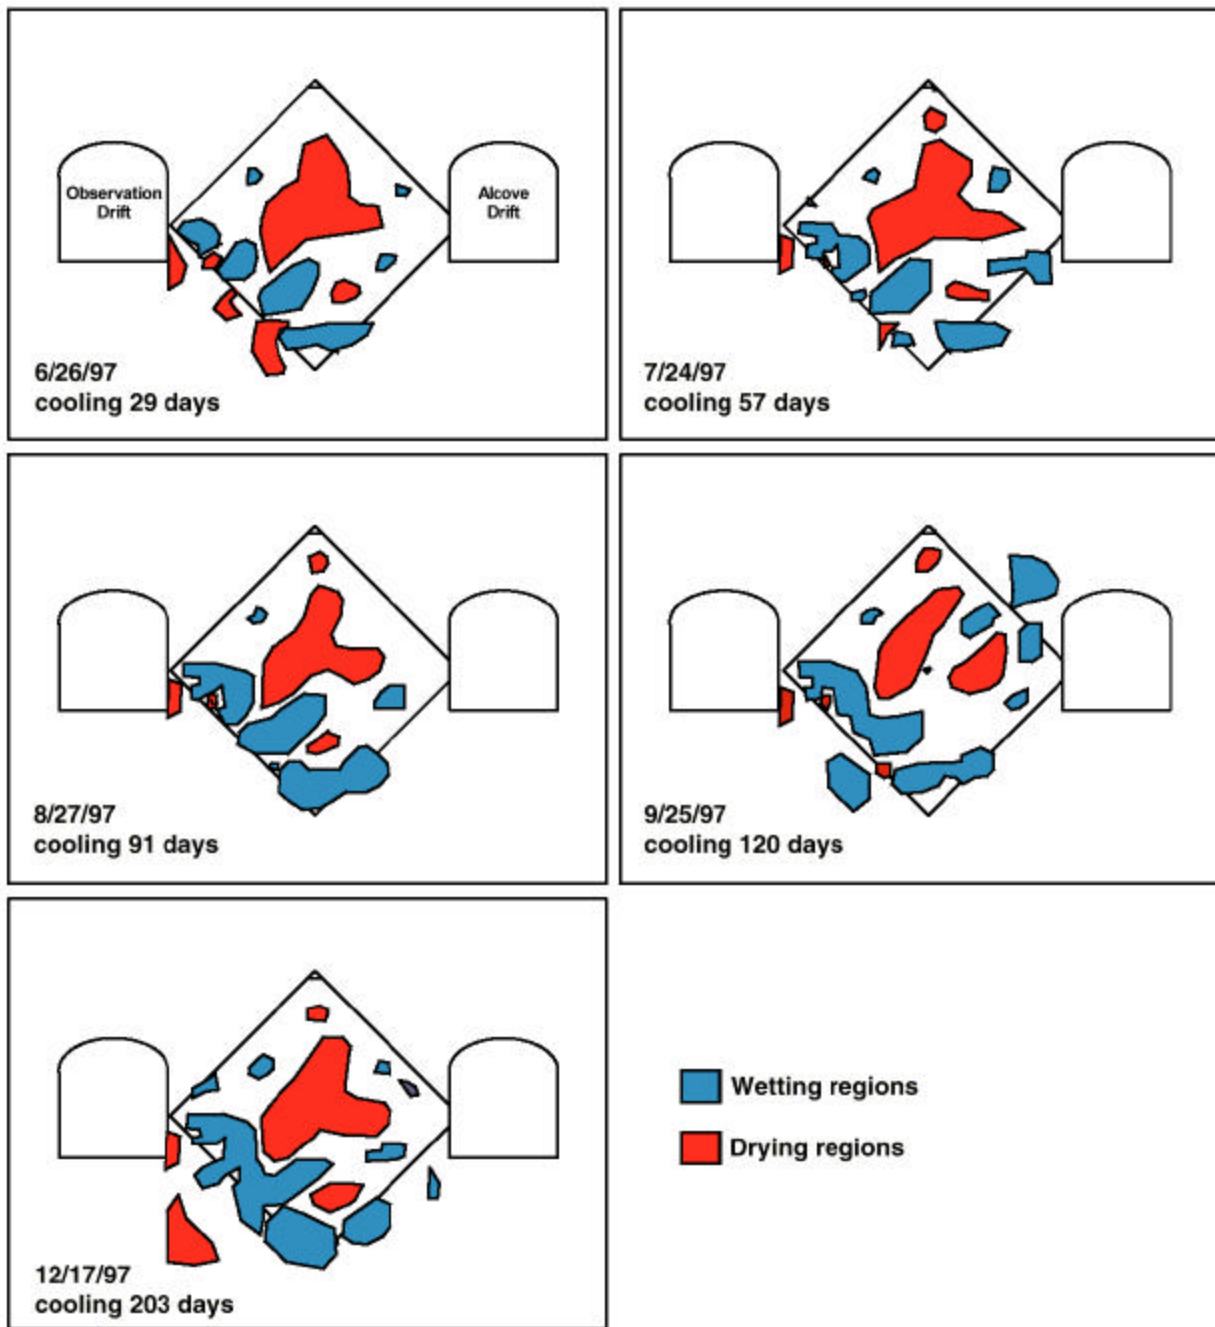 Observation
Drift
Alcove
Drift
6/26/97
cooling 29 days
7/24/97
cooling 57 days
8/27/97
cooling 91 days
9/25/97
cooling 120 days
12/17/97
cooling 203 days
Wetting regions
Drying regions